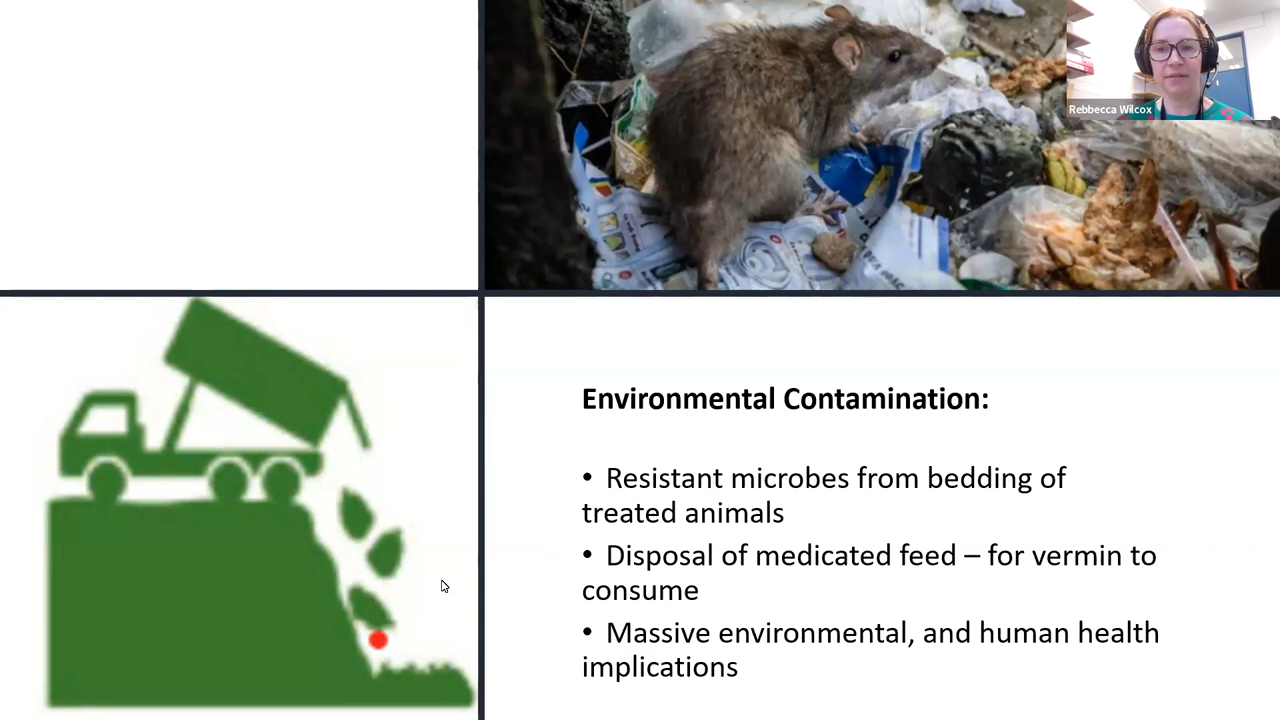 Rebbecca Wilcox
Environmental Contamination:
• Resistant microbes from bedding of
treated animals
• Disposal of medicated feed – for vermin to
consume
• Massive environmental, and human health
implications